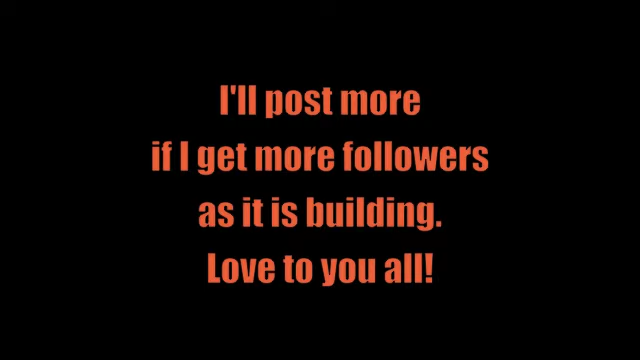 I'll post more
if I get more followers
as it is building.
Love to you all!